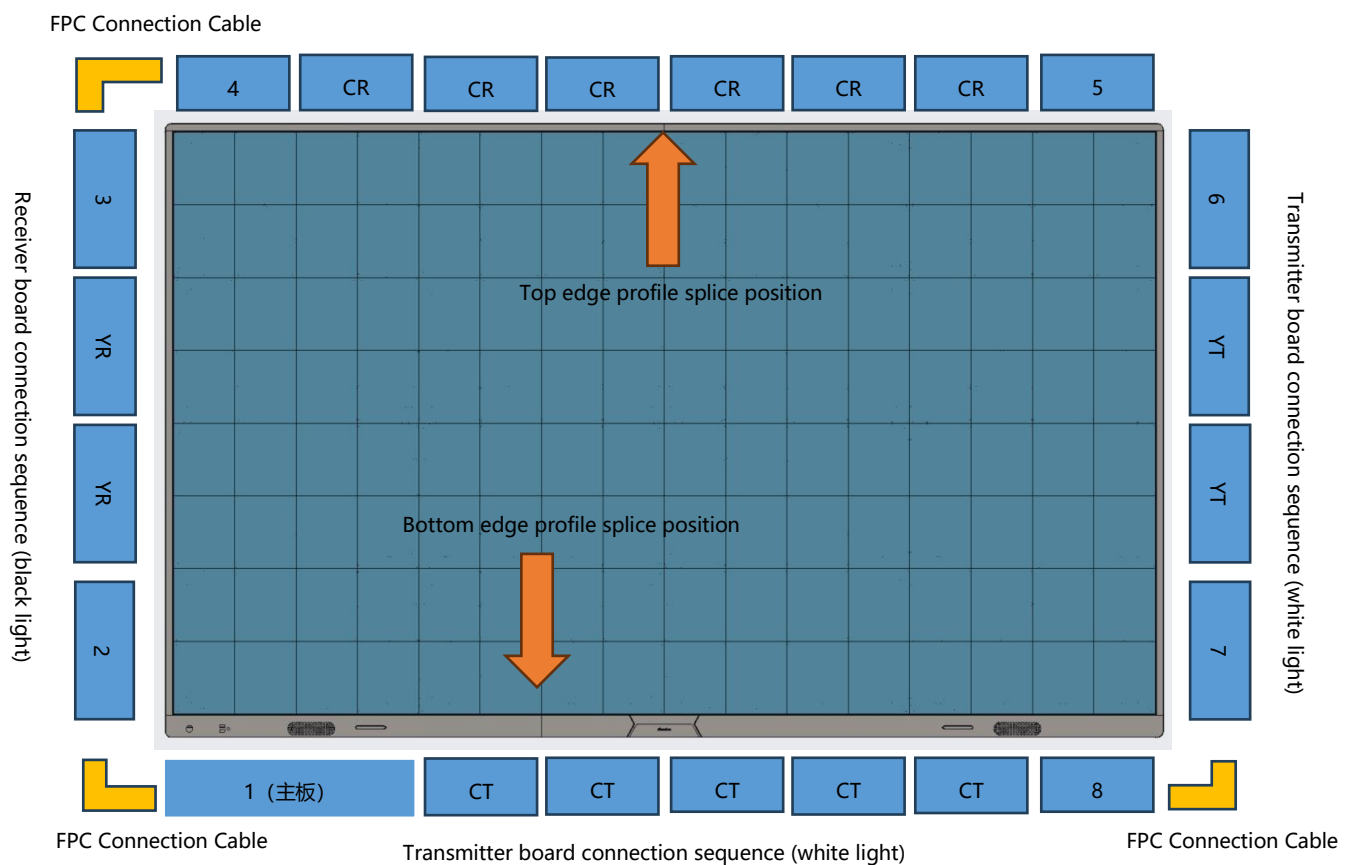 FPC Connection Cable
4
CR
CR
CR
CR
CR
CR
5
3
YR
YR
2
Receiver board connection sequence (black light)
6
YT
YT
7
Transmitter board connection sequence (white light)
Top edge profile splice position
Bottom edge profile splice position
1（主板）
CT
CT
CT
CT
CT
8
FPC Connection Cable
Transmitter board connection sequence (white light)
FPC Connection Cable